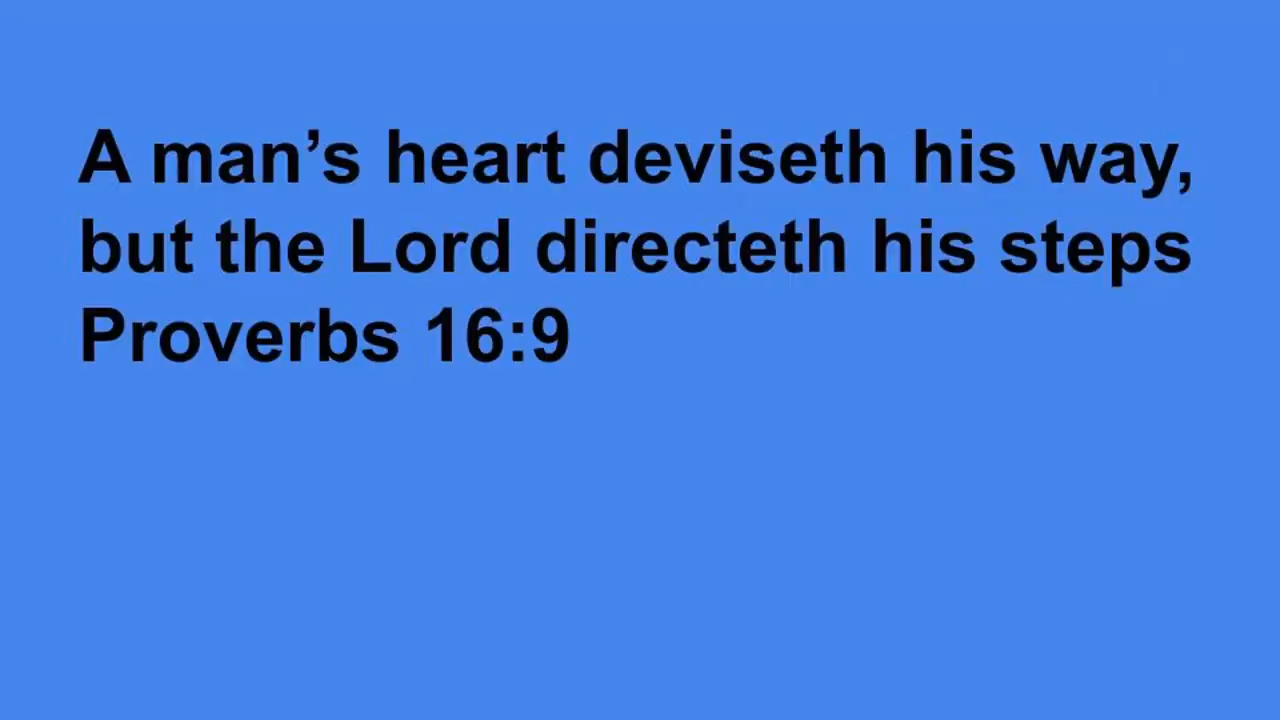 A man’s heart deviseth his way,
but the Lord directeth his steps
Proverbs 16:9